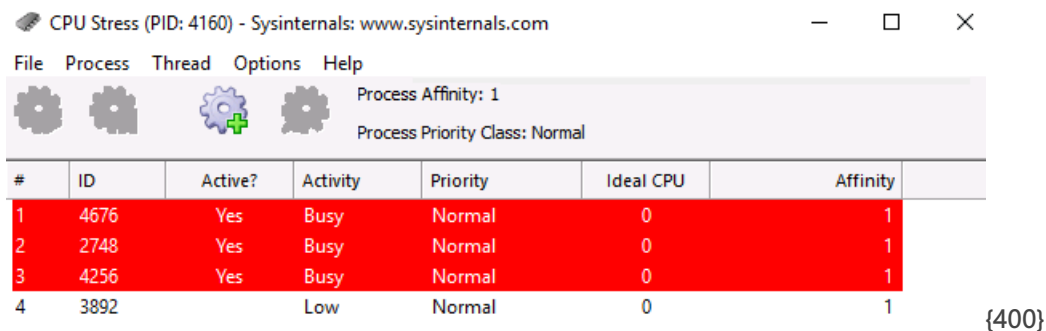 CPU Stress (PID: 4160) - Sysinternals: www.sysinternals.com
File Process Thread Options Help
Process Affinity: 1
Process Priority Class: Normal
# ID Active? Activity Priority Ideal CPU Affinity
1 4676 Yes Busy Normal 0 1
2 2748 Yes Busy Normal 0 1
3 4256 Yes Busy Normal 0 1
4 3892 Low Normal 0 1
{400}